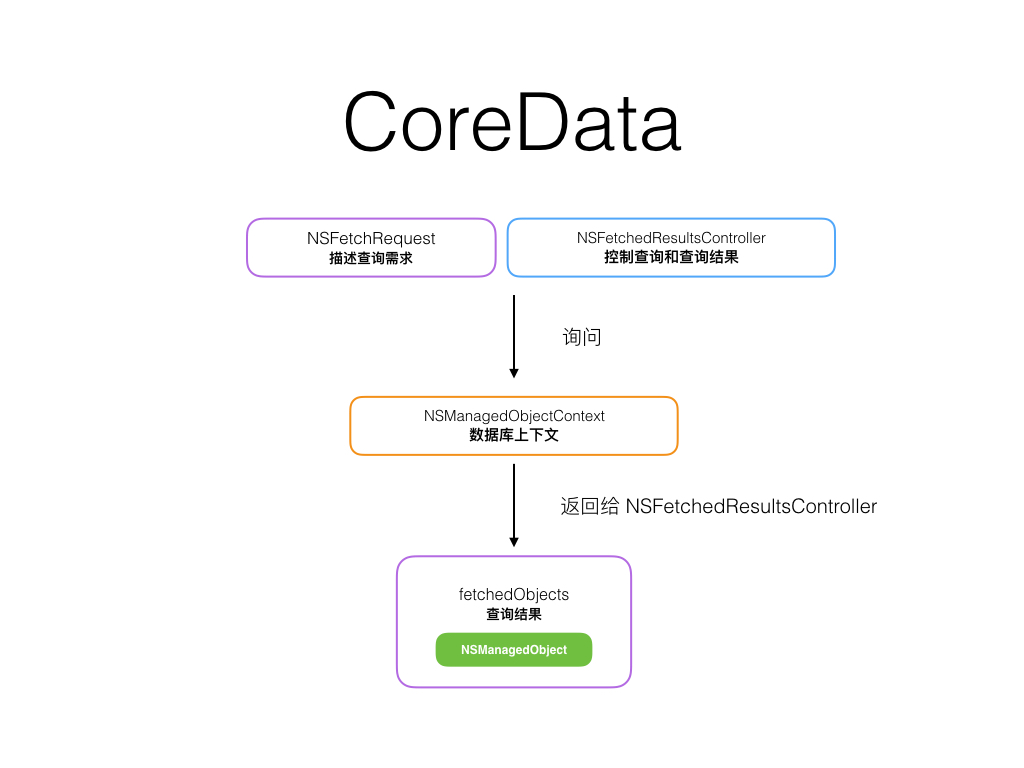 CoreData
NSFetchRequest
描述查询需求
NSFetchedResultsController
控制查询和查询结果
询问
NSManagedObjectContext
数据库上下文
返回给 NSFetchedResultsController
fetchedObjects
查询结果
NSManagedObject